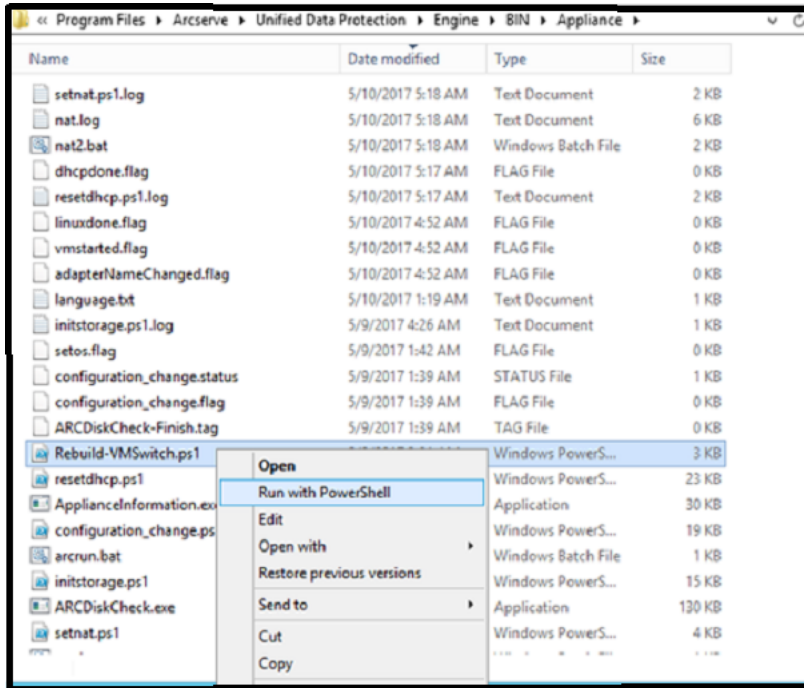 « Program Files ▸ Arcserve ▸ Unified Data Protection ▸ Engine ▸ BIN ▸ Appliance ▸
Name Date modified Type Size
setnat.ps1.log 5/10/2017 5:18 AM Text Document 2 KB
nat.log 5/10/2017 5:18 AM Text Document 6 KB
nat2.bat 5/10/2017 5:18 AM Windows Batch File 2 KB
dhcpdone.flag 5/10/2017 5:17 AM FLAG File 0 KB
resetdhcp.ps1.log 5/10/2017 5:17 AM Text Document 2 KB
linuxdone.flag 5/10/2017 4:52 AM FLAG File 0 KB
vmstarted.flag 5/10/2017 4:52 AM FLAG File 0 KB
adapterNameChanged.flag 5/10/2017 4:52 AM FLAG File 0 KB
language.txt 5/10/2017 1:19 AM Text Document 1 KB
initstorage.ps1.log 5/9/2017 4:26 AM Text Document 1 KB
setos.flag 5/9/2017 1:42 AM FLAG File 0 KB
configuration_change.status 5/9/2017 1:39 AM STATUS File 1 KB
configuration_change.flag 5/9/2017 1:39 AM FLAG File 0 KB
ARCDiskCheck-Finish.tag 5/9/2017 1:39 AM TAG File 0 KB
Rebuild-VMSwitch.ps1 Windows PowerS... 3 KB
resetdhcp.ps1 Windows PowerS... 23 KB
ApplianceInformation.ex Application 30 KB
configuration_change.ps Windows PowerS... 19 KB
arcrun.bat Windows Batch File 1 KB
initstorage.ps1 Windows PowerS... 15 KB
ARCDiskCheck.exe Application 130 KB
setnat.ps1 Windows PowerS... 4 KB
Open
Run with PowerShell
Edit
Open with
Restore previous versions
Send to
Cut
Copy